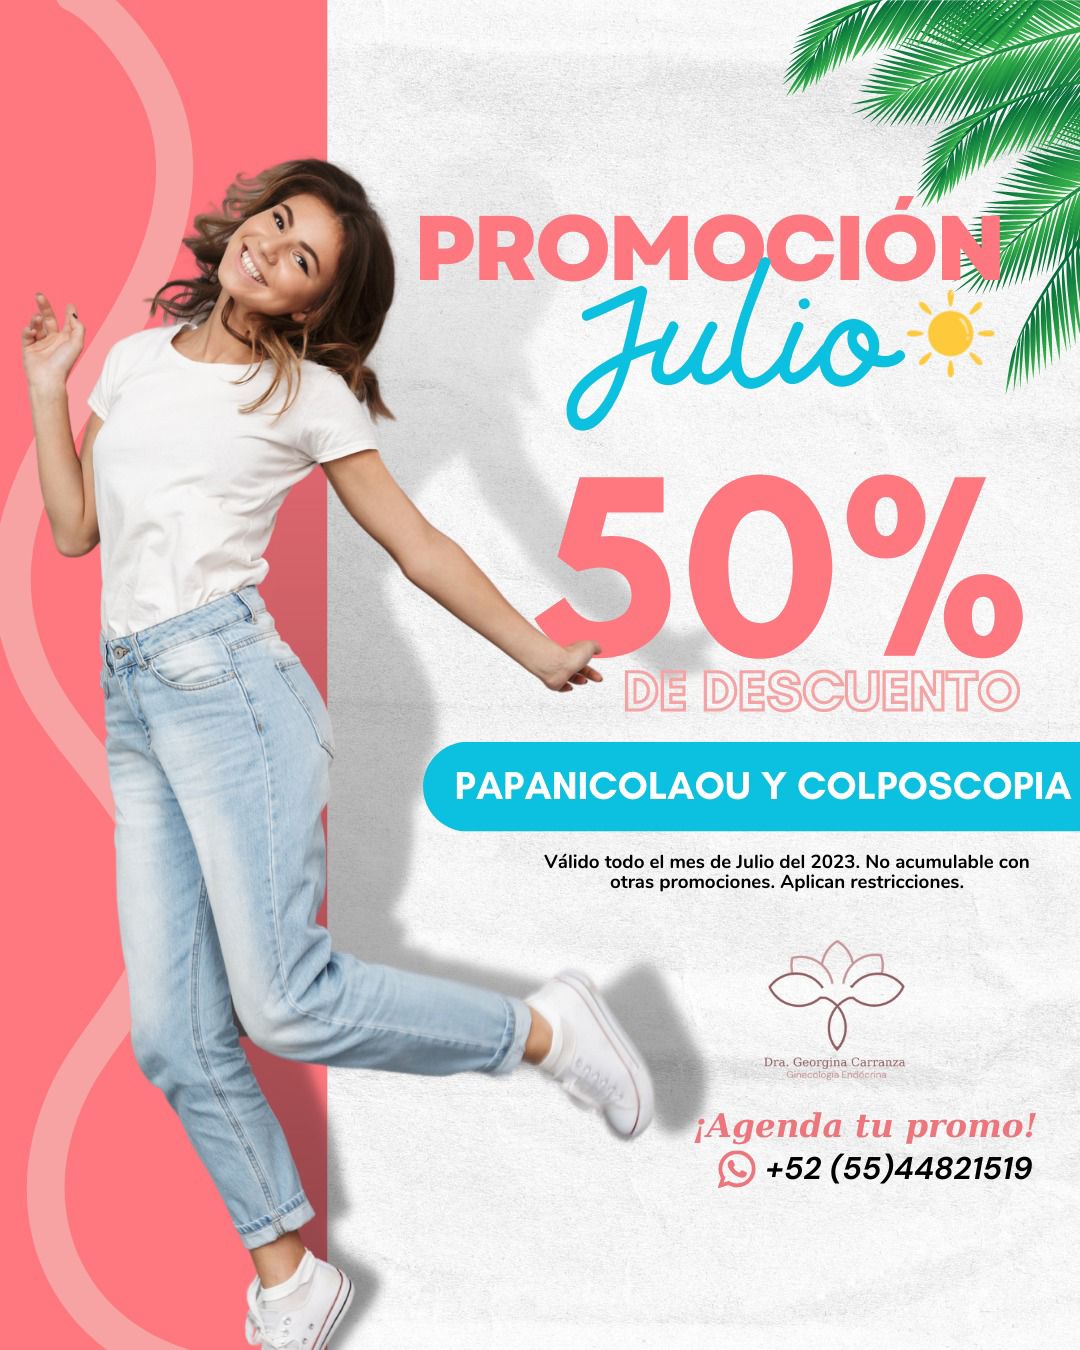 PROMOCIÓN
Julio
50%
DE DESCUENTO
PAPANICOLAOU Y COLPOSCOPIA
Válido todo el mes de Julio del 2023. No acumulable con
otras promociones. Aplican restricciones.
Dra. Georgina Carranza
Ginecología Endócrina
¡Agenda tu promo!
+52 (55)44821519